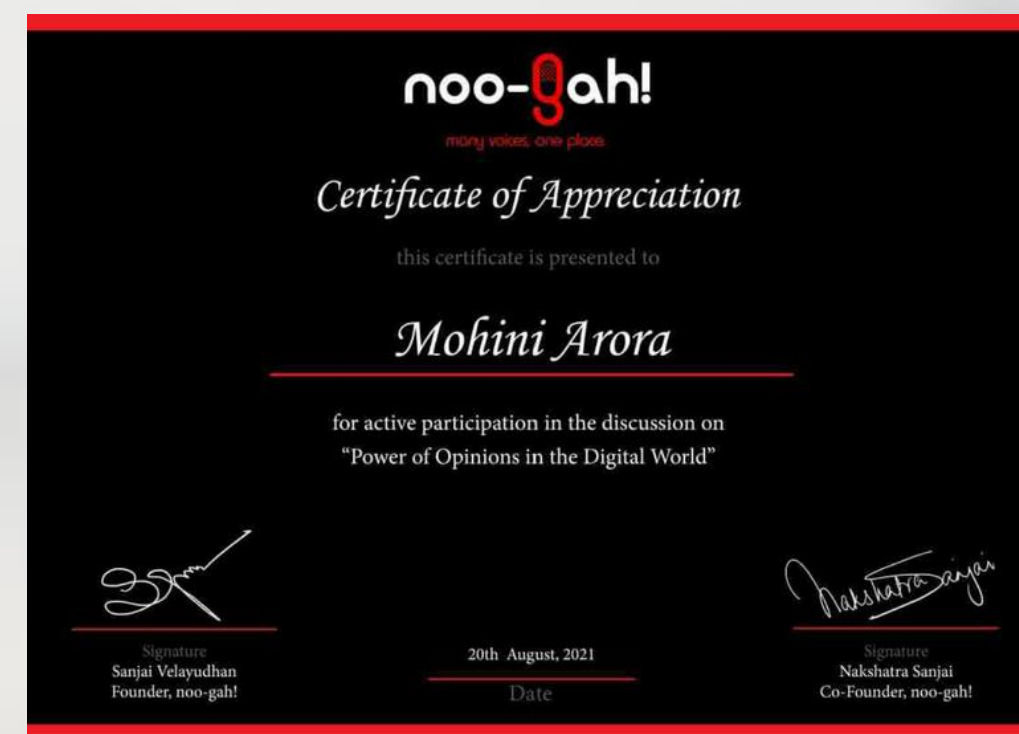 noo-gah!
many voices, one place
Certificate of Appreciation
this certificate is presented to
Mohini Arora
for active participation in the discussion on
“Power of Opinions in the Digital World”
Nakshatra Sanjai
Signature
Sanjai Velayudhan
Founder, noo-gah!
20th August, 2021
Date
Signature
Nakshatra Sanjai
Co-Founder, noo-gah!